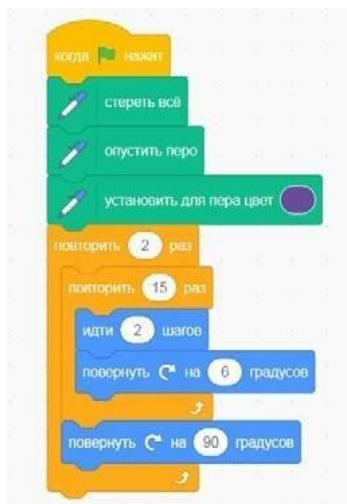 когда нажат
стереть всё
опустить перо
установить для пера цвет
повторить 2 раз
повторить 15 раз
идти 2 шагов
повернуть на 6 градусов
повернуть на 90 градусов